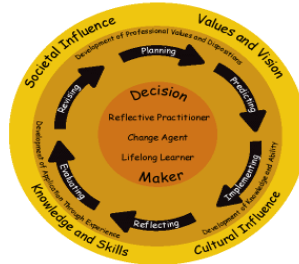 Societal Influence
Values and Vision
Development of Professional Values and Dispositions
Planning
Predicting
Implementing
Reflecting
Evaluating
Revising
Decision
Reflective Practitioner
Change Agent
Lifelong Learner
Maker
Development of Application Through Experience
Development of Knowledge and Ability
Knowledge and Skills
Cultural Influence